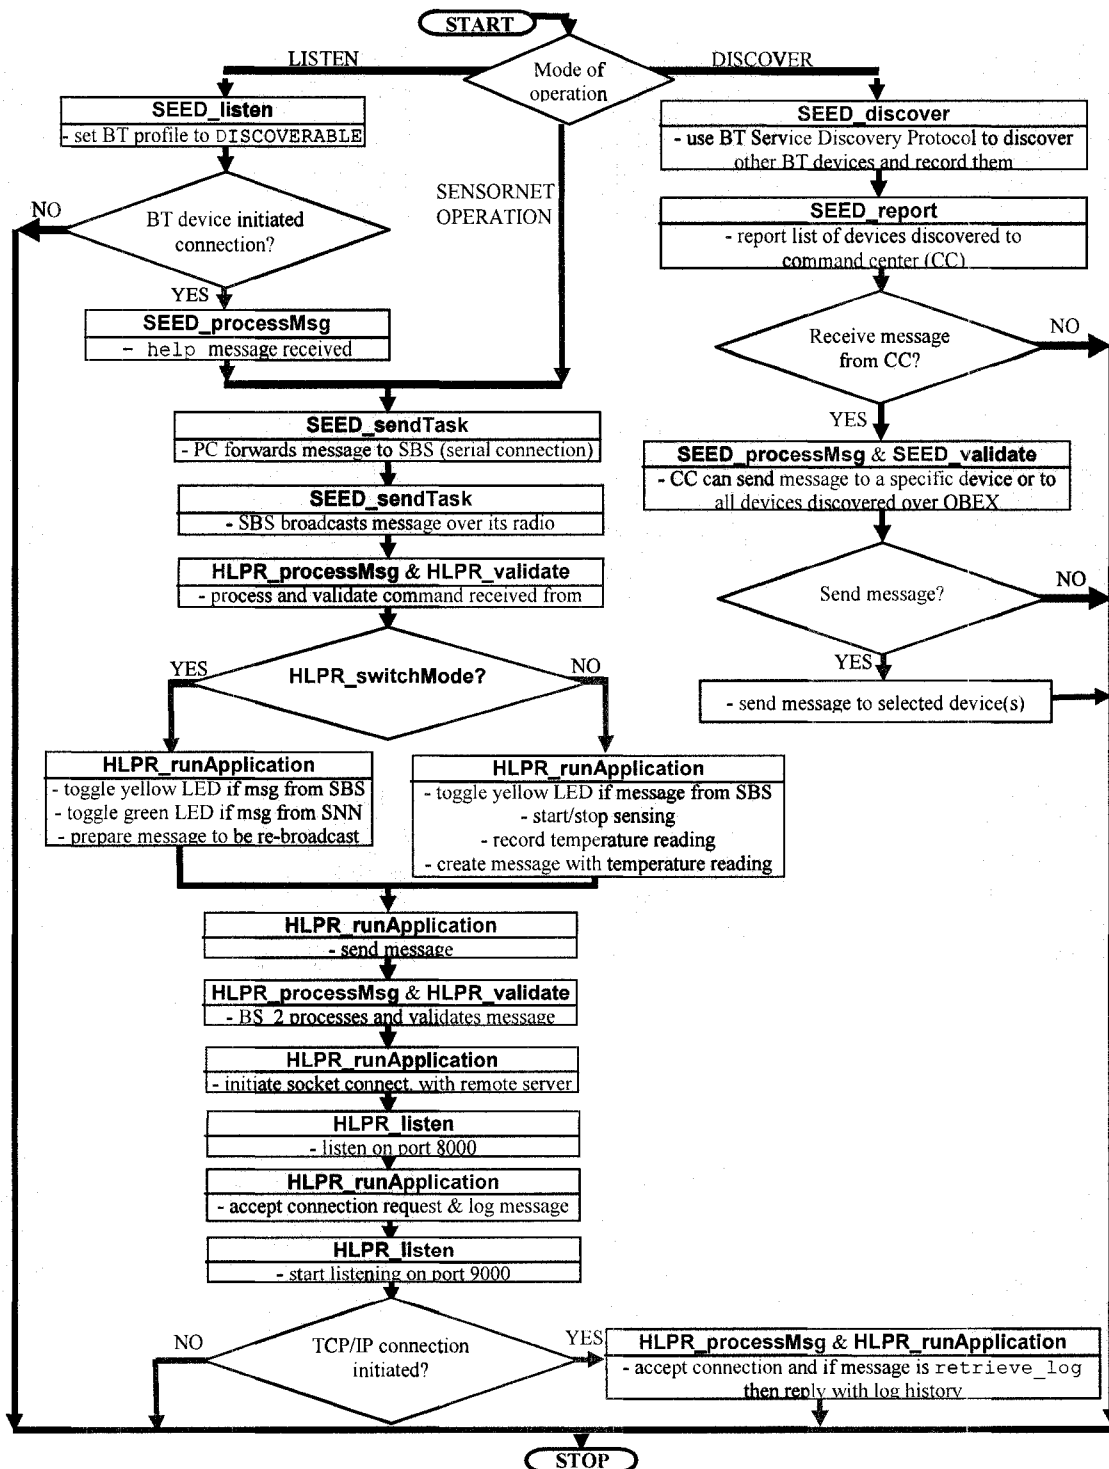 START
LISTEN
DISCOVER
Mode of
operation
SEED_listen
- set BT profile to DISCOVERABLE
SEED_discover
- use BT Service Discovery Protocol to discover
other BT devices and record them
SENSORNET
OPERATION
NO
BT device initiated
connection?
YES
SEED_report
- report list of devices discovered to
command center (CC)
SEED_processMsg
- help message received
Receive message
from CC?
NO
YES
SEED_sendTask
- PC forwards message to SBS (serial connection)
SEED_processMsg & SEED_validate
- CC can send message to a specific device or to
all devices discovered over OBEX
SEED_sendTask
- SBS broadcasts message over its radio
HLPR_processMsg & HLPR_validate
- process and validate command received from
Send message?
NO
YES
- send message to selected device(s)
YES
HLPR_switchMode?
NO
HLPR_runApplication
- toggle yellow LED if msg from SBS
- toggle green LED if msg from SNN
- prepare message to be re-broadcast
HLPR_runApplication
- toggle yellow LED if message from SBS
- start/stop sensing
- record temperature reading
- create message with temperature reading
HLPR_runApplication
- send message
HLPR_processMsg & HLPR_validate
- BS_2 processes and validates message
HLPR_runApplication
- initiate socket connect. with remote server
HLPR_listen
- listen on port 8000
HLPR_runApplication
- accept connection request & log message
HLPR_listen
- start listening on port 9000
NO
TCP/IP connection
initiated?
YES
HLPR_processMsg & HLPR_runApplication
- accept connection and if message is retrieve_log
then reply with log history
STOP